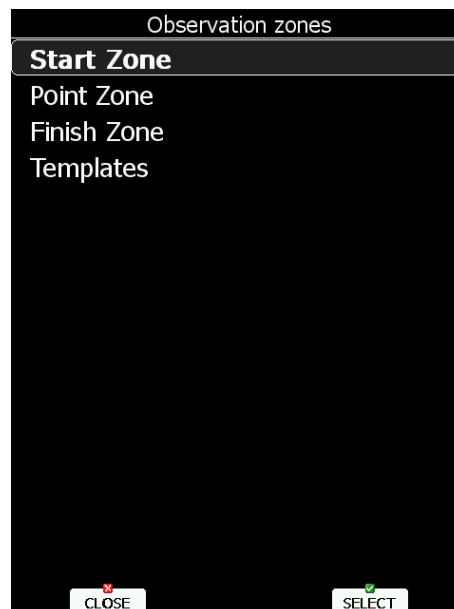 Observation zones
Start Zone
Point Zone
Finish Zone
Templates
CLOSE
SELECT